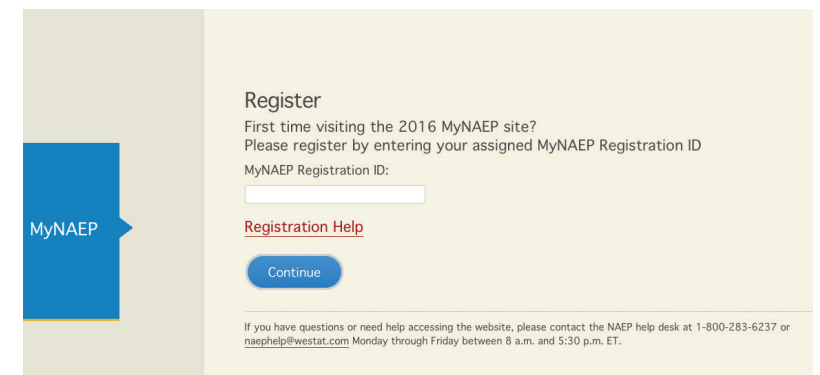 Register
First time visiting the 2016 MyNAEP site?
Please register by entering your assigned MyNAEP Registration ID
MyNAEP Registration ID:
MyNAEP
Registration Help
Continue
If you have questions or need help accessing the website, please contact the NAEP help desk at 1-800-283-6237 or
naephelp@westat.com Monday through Friday between 8 a.m. and 5:30 p.m. ET.